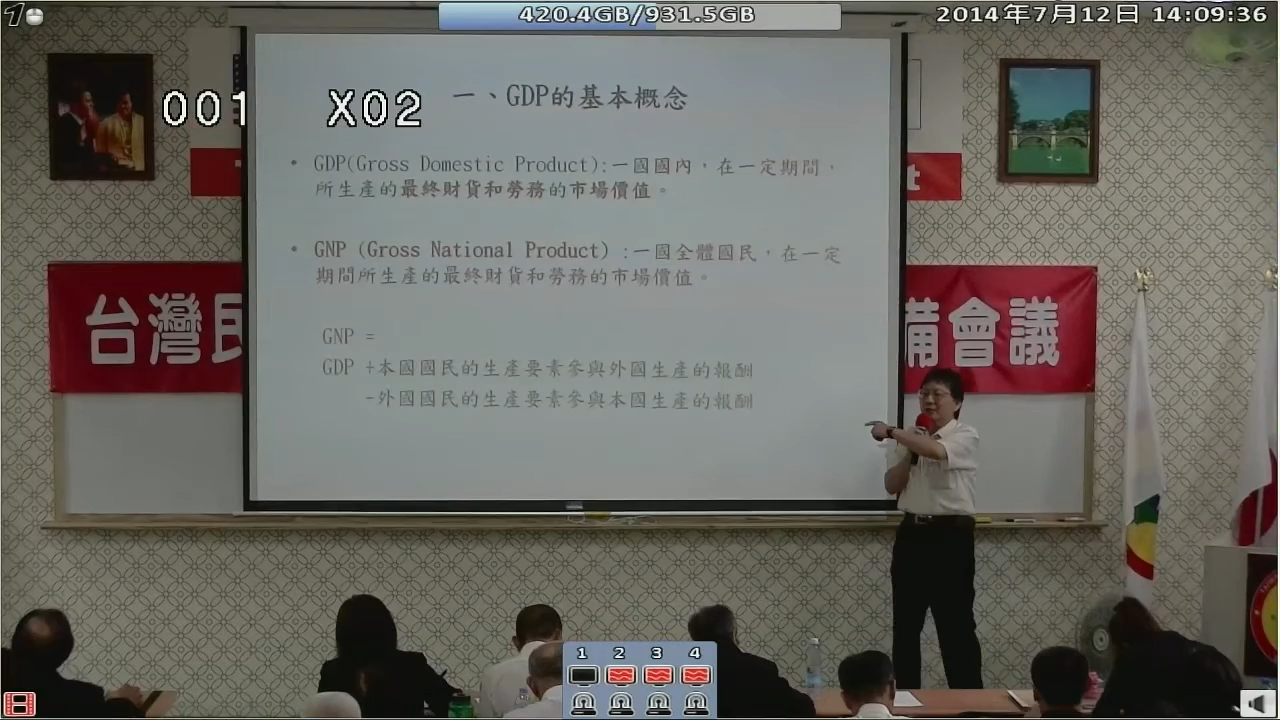 420.4GB/931.5GB
2014年7月12日 14:09:36
001 X02
一、GDP的基本概念
• GDP(Gross Domestic Product):一國國內，在一定期間，
所生產的最終財貨和勞務的市場價值。
• GNP (Gross National Product) :一國全體國民，在一定
期間所生產的最終財貨和勞務的市場價值。
GNP =
GDP +本國國民的生產要素參與外國生產的報酬
-外國國民的生產要素參與本國生產的報酬
t
台灣民
備會議
1 2 3 4